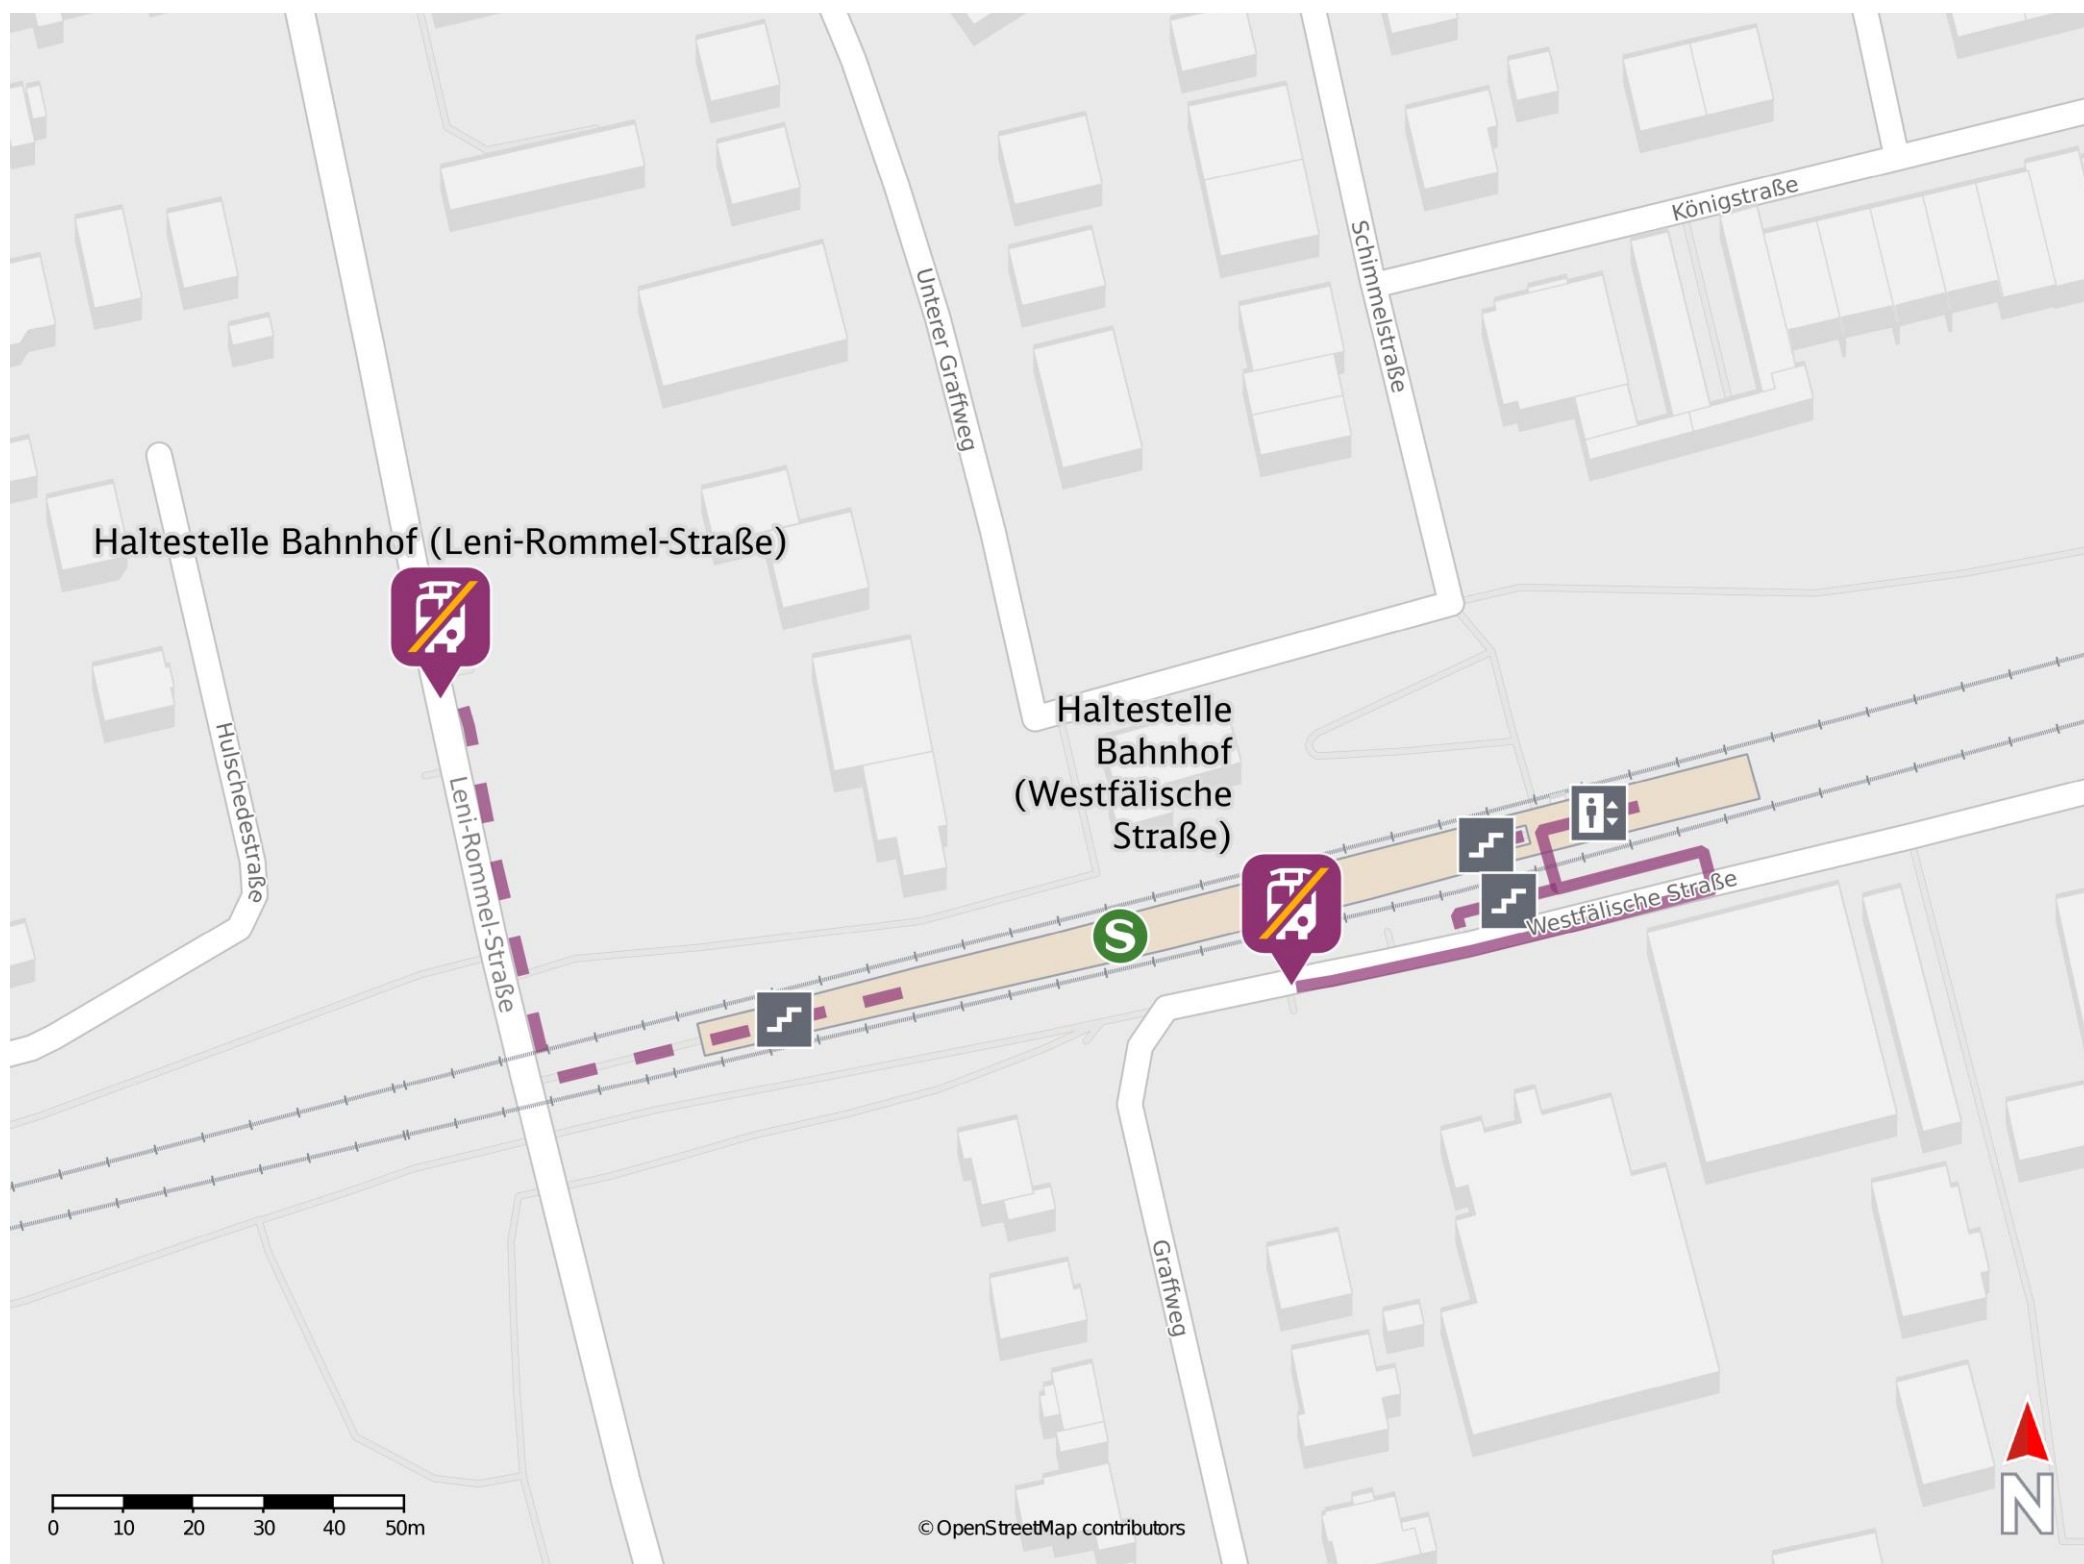 Königstraße
Schimmelstraße
Unterer Graffweg
Haltestelle Bahnhof (Leni-Rommel-Straße)
Haltestelle
Bahnhof
(Westfälische
Straße)
Hulschedestraße
Leni-Rommel-Straße
S
Westfälische Straße
Graffweg
N
0 10 20 30 40 50m
© OpenStreetMap contributors